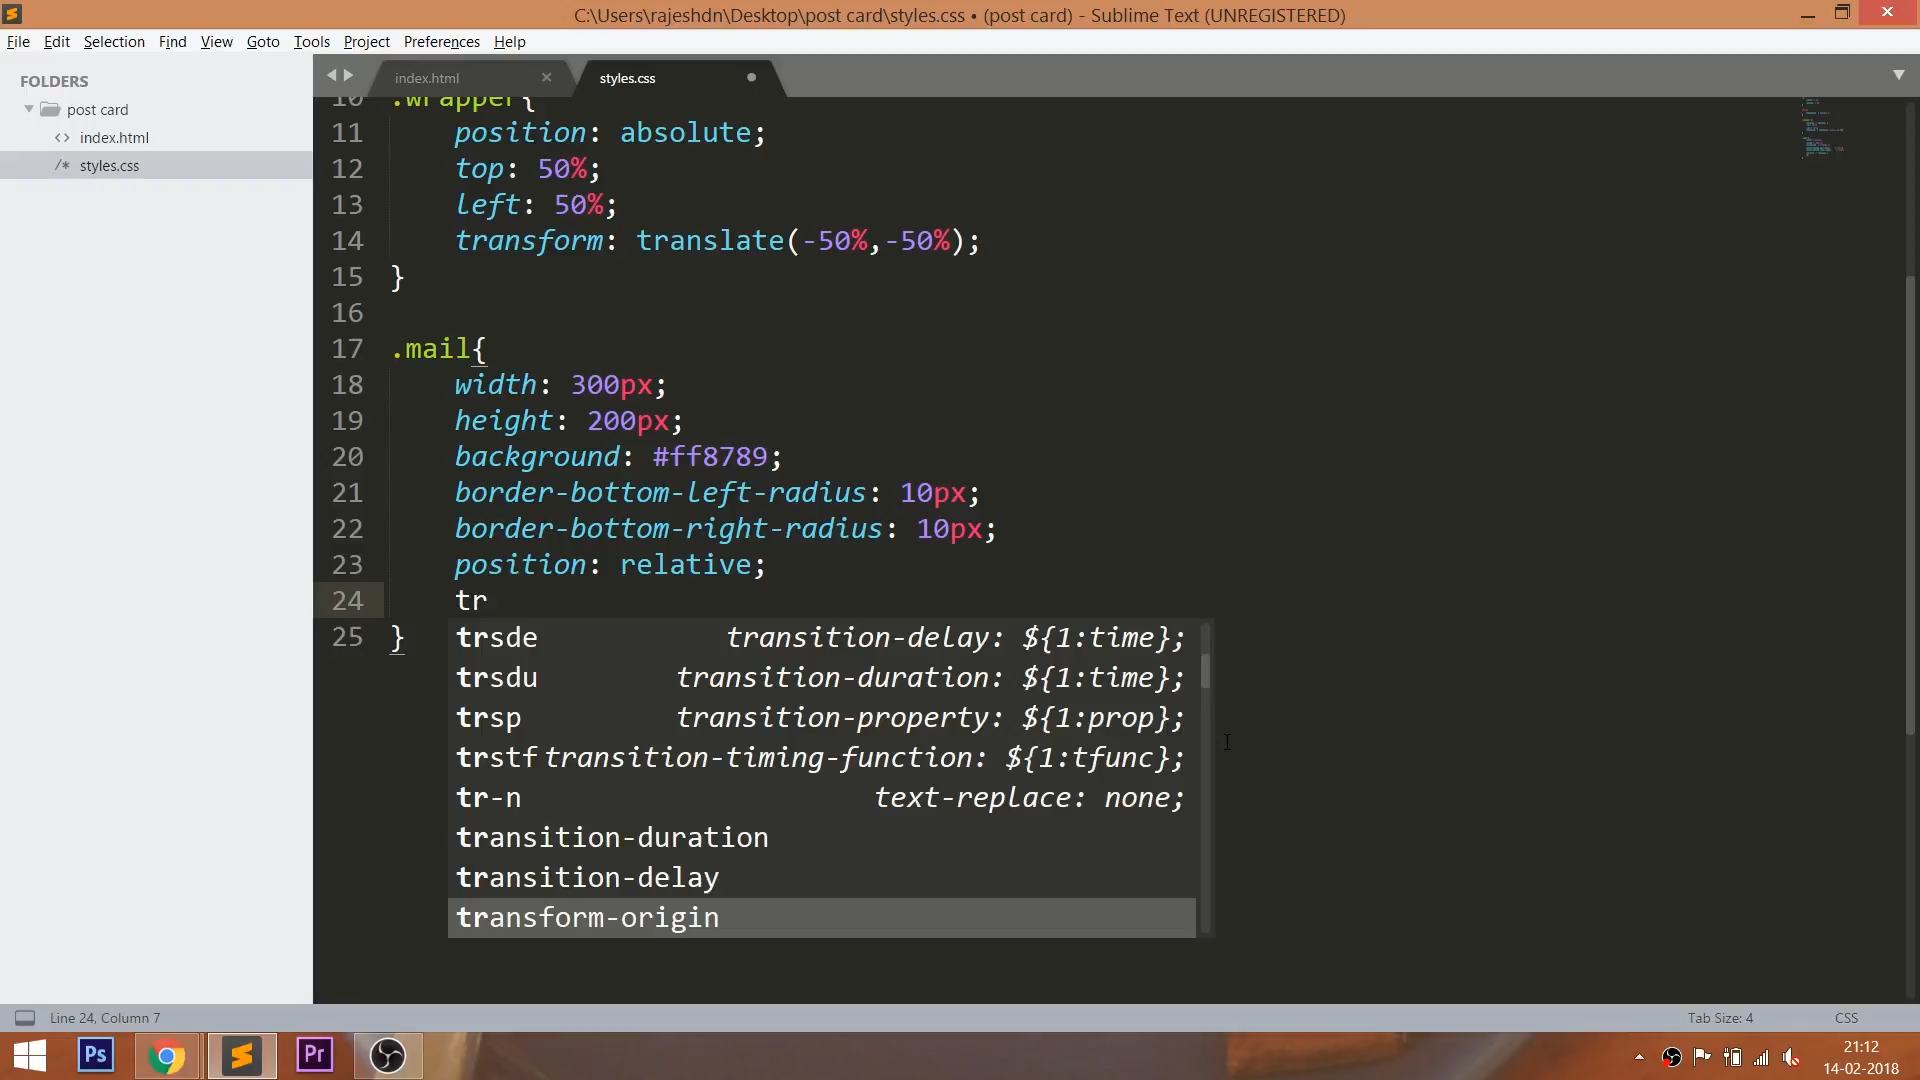 C:\Users\rajeshdn\Desktop\post card\styles.css • (post card) - Sublime Text (UNREGISTERED)
File Edit Selection Find View Goto Tools Project Preferences Help
FOLDERS
post card
<> index.html
/* styles.css
index.html × styles.css
10 .wrapper{
11 position: absolute;
12 top: 50%;
13 left: 50%;
14 transform: translate(-50%,-50%);
15 }
16
17 .mail{
18 width: 300px;
19 height: 200px;
20 background: #ff8789;
21 border-bottom-left-radius: 10px;
22 border-bottom-right-radius: 10px;
23 position: relative;
24 tr
25 }
trsde transition-delay: ${1:time};
trsdu transition-duration: ${1:time};
trsp transition-property: ${1:prop};
trstf transition-timing-function: ${1:tfunc};
tr-n text-replace: none;
transition-duration
transition-delay
transform-origin
Line 24, Column 7 Tab Size: 4 CSS
Ps Pr
21:12
14-02-2018